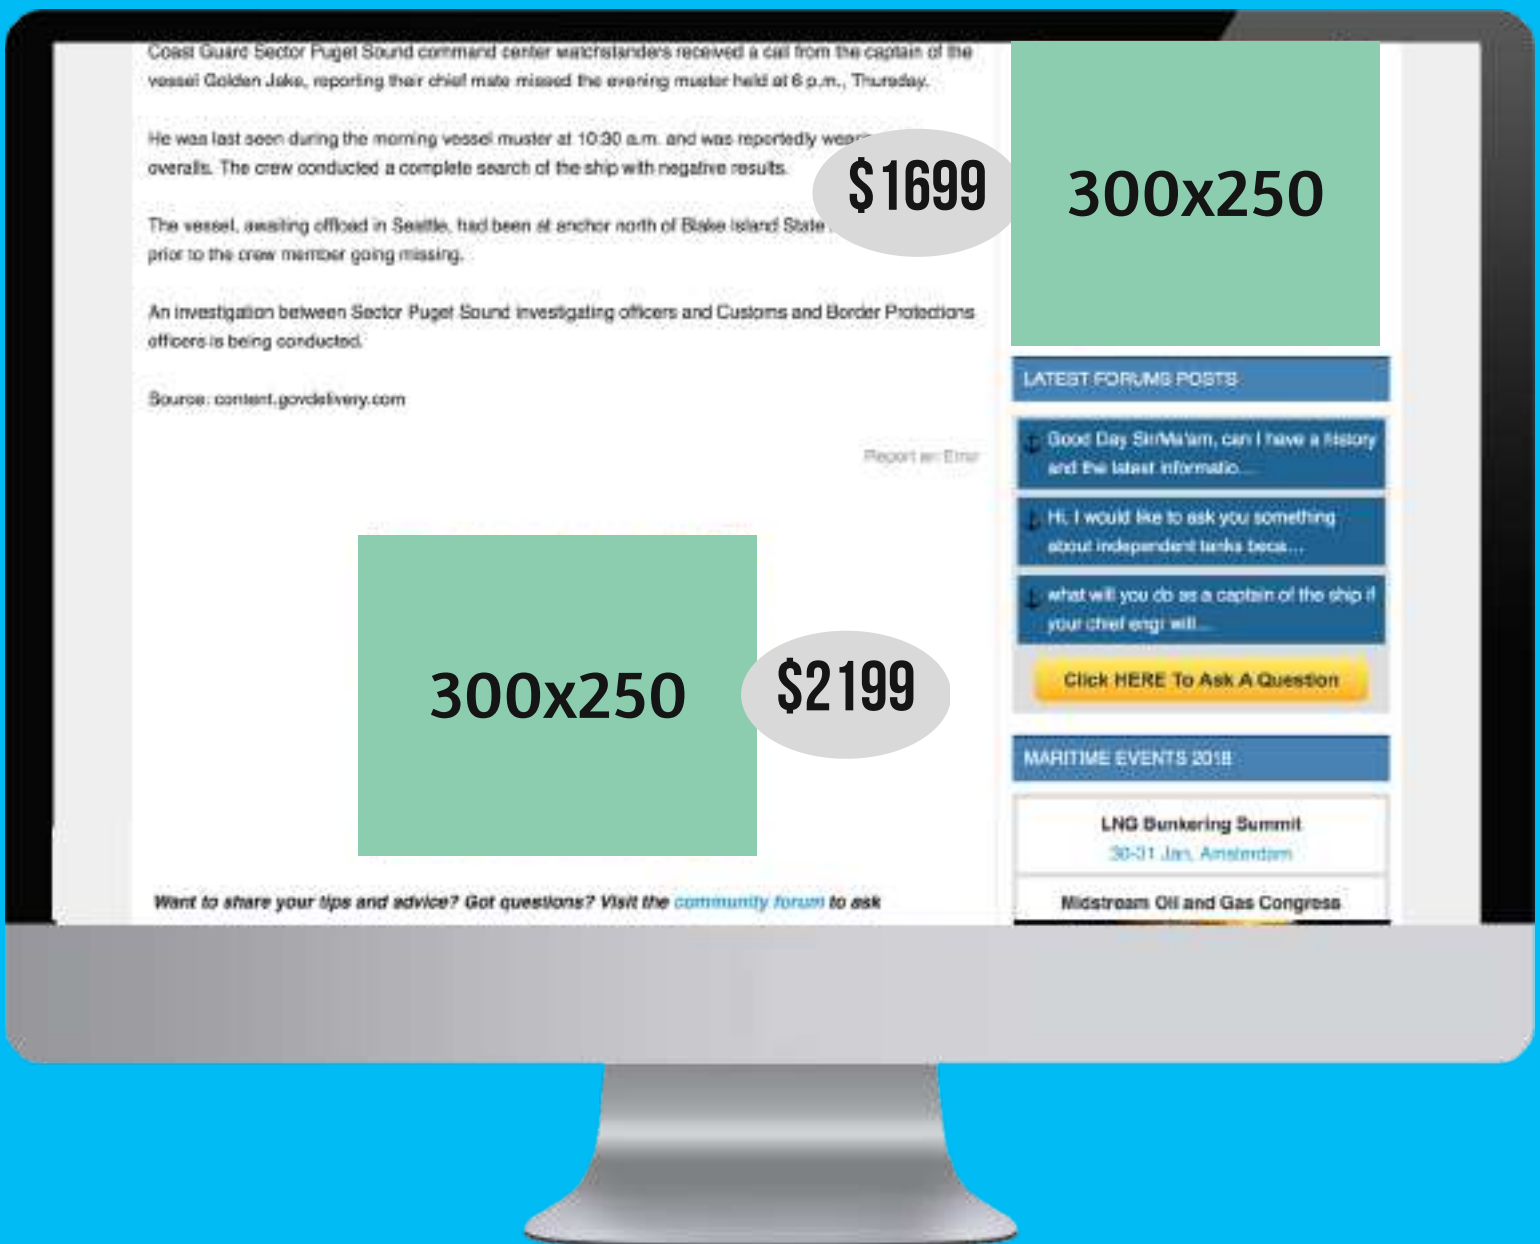 Coast Guard Sector Puget Sound command center watchstanders received a call from the captain of the
vessel Golden Jake, reporting their chief mate missed the evening muster held at 6 p.m., Thursday.
He was last seen during the morning vessel muster at 10:30 a.m. and was reportedly
overalls. The crew conducted a complete search of the ship with negative results.
The vessel, awaiting offload in Seattle, had been at anchor north of Blake Island State
prior to the crew member going missing.
An investigation between Sector Puget Sound investigating officers and Customs and Border Protections
officers is being conducted.
Source: content.govdelivery.com
Report an Error
300x250
$2199
Want to share your tips and advice? Got questions? Visit the community forum to ask
$1699
300x250
LATEST FORUMS POSTS
Good Day Sir/Ma'am, can I have a history
and the latest informatio...
Hi, I would like to ask you something
about independent tanks beca...
what will you do as a captain of the ship if
your chief engr will...
Click HERE To Ask A Question
MARITIME EVENTS 2018
LNG Bunkering Summit
30-31 Jan, Amsterdam
Midstream Oil and Gas Congress